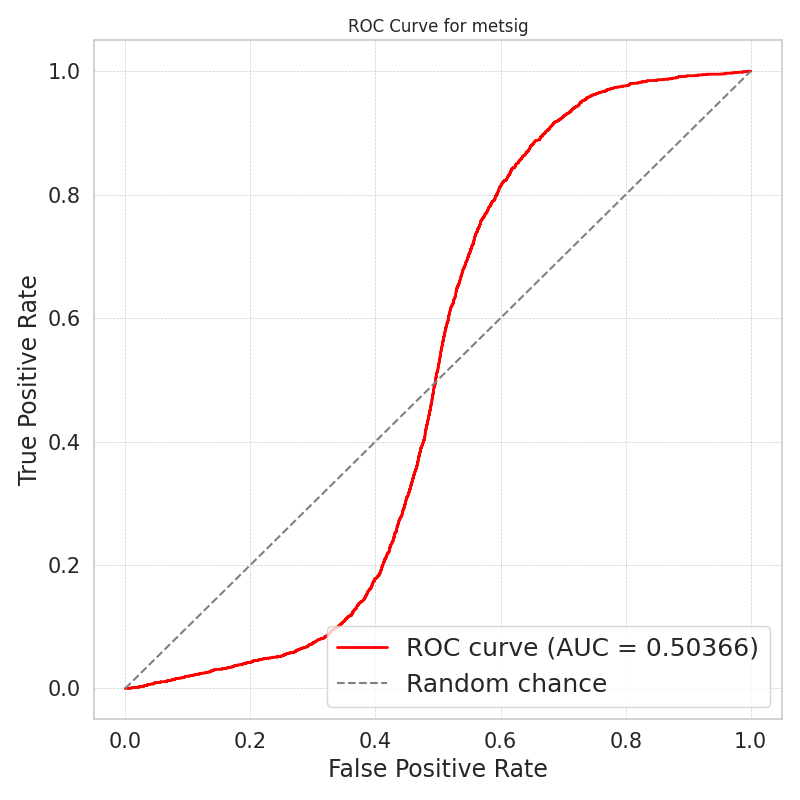 ROC Curve for metsig
1.0
0.8
0.6
0.4
0.2
0.0
True Positive Rate
ROC curve (AUC = 0.50366)
Random chance
0.0 0.2 0.4 0.6 0.8 1.0
False Positive Rate